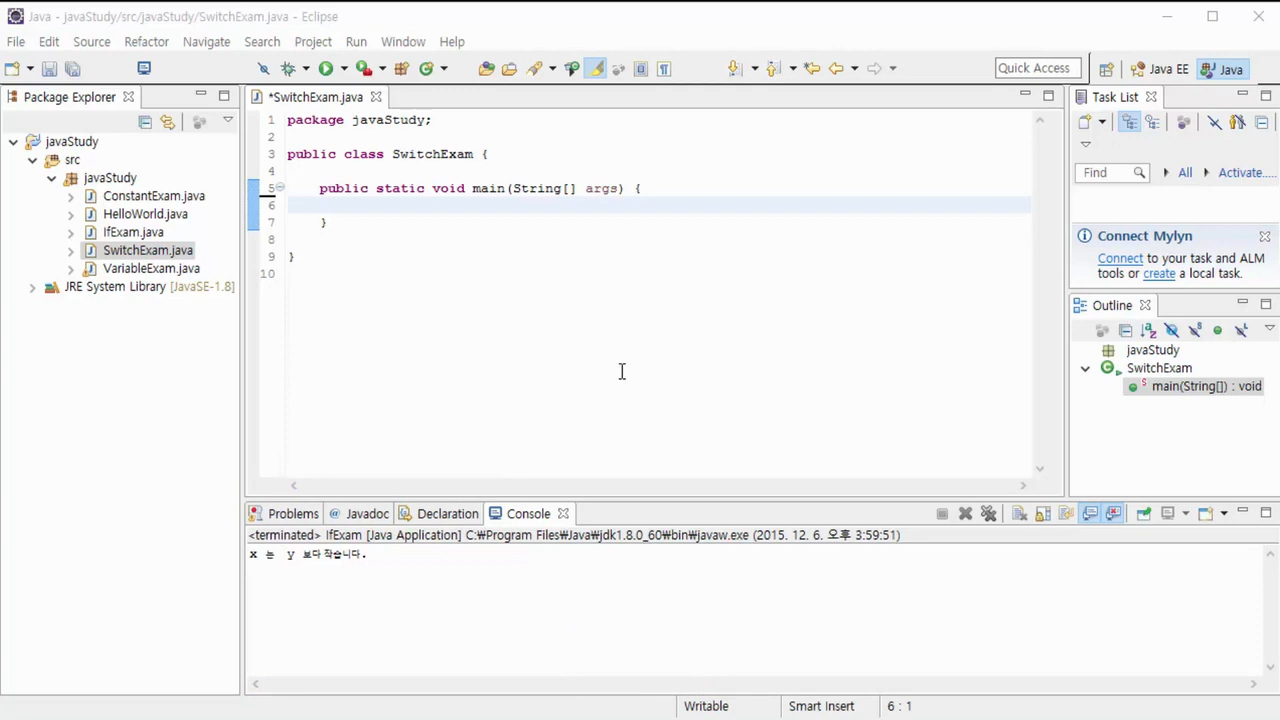 Java - javaStudy/src/javaStudy/SwitchExam.java - Eclipse
File Edit Source Refactor Navigate Search Project Run Window Help
Quick Access
Java EE
Java
Package Explorer
javaStudy
src
javaStudy
ConstantExam.java
HelloWorld.java
IfExam.java
SwitchExam.java
VariableExam.java
JRE System Library [JavaSE-1.8]
*SwitchExam.java
1 package javaStudy;
2
3 public class SwitchExam {
4
5 public static void main(String[] args) {
6
7 }
8
9 }
10
Task List
Find
All
Activate...
Connect Mylyn
Connect to your task and ALM
tools or create a local task.
Outline
javaStudy
SwitchExam
main(String[]) : void
Problems @ Javadoc Declaration Console
<terminated> IfExam [Java Application] C:₩Program Files₩Java₩jdk1.8.0_60₩bin₩javaw.exe (2015. 12. 6. 오후 3:59:51)
x 는 y 보다 작습니다.
Writable
Smart Insert
6 : 1